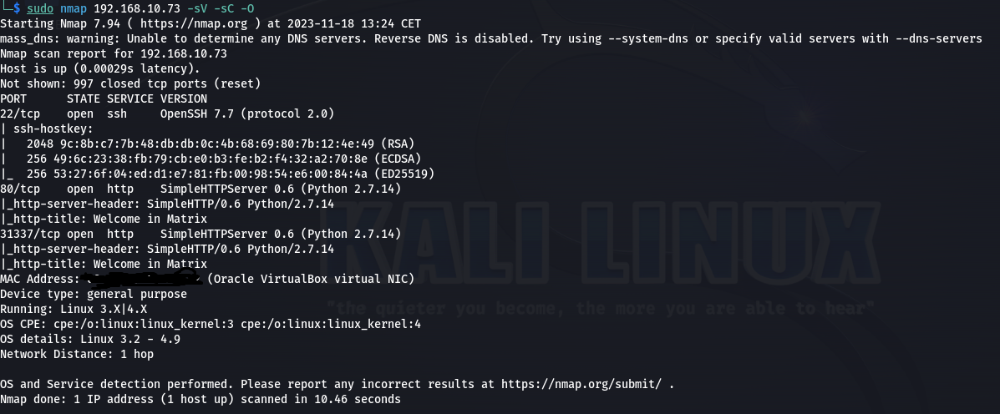 └─$ sudo nmap 192.168.10.73 -sV -sC -O
Starting Nmap 7.94 ( https://nmap.org ) at 2023-11-18 13:24 CET
mass_dns: warning: Unable to determine any DNS servers. Reverse DNS is disabled. Try using --system-dns or specify valid servers with --dns-servers
Nmap scan report for 192.168.10.73
Host is up (0.00029s latency).
Not shown: 997 closed tcp ports (reset)
PORT      STATE SERVICE VERSION
22/tcp    open  ssh     OpenSSH 7.7 (protocol 2.0)
| ssh-hostkey:
|   2048 9c:8b:c7:7b:48:db:db:0c:4b:68:69:80:7b:12:4e:49 (RSA)
|   256 49:6c:23:38:fb:79:cb:e0:b3:fe:b2:f4:32:a2:70:8e (ECDSA)
|_  256 53:27:6f:04:ed:d1:e7:81:fb:00:98:54:e6:00:84:4a (ED25519)
80/tcp    open  http    SimpleHTTPServer 0.6 (Python 2.7.14)
|_http-server-header: SimpleHTTP/0.6 Python/2.7.14
|_http-title: Welcome in Matrix
31337/tcp open  http    SimpleHTTPServer 0.6 (Python 2.7.14)
|_http-server-header: SimpleHTTP/0.6 Python/2.7.14
|_http-title: Welcome in Matrix
MAC Address: (Oracle VirtualBox virtual NIC)
Device type: general purpose
Running: Linux 3.X|4.X
OS CPE: cpe:/o:linux:linux_kernel:3 cpe:/o:linux:linux_kernel:4
OS details: Linux 3.2 - 4.9
Network Distance: 1 hop
OS and Service detection performed. Please report any incorrect results at https://nmap.org/submit/ .
Nmap done: 1 IP address (1 host up) scanned in 10.46 seconds
KALI LINUX
"the quieter you become, the more you are able to hear"